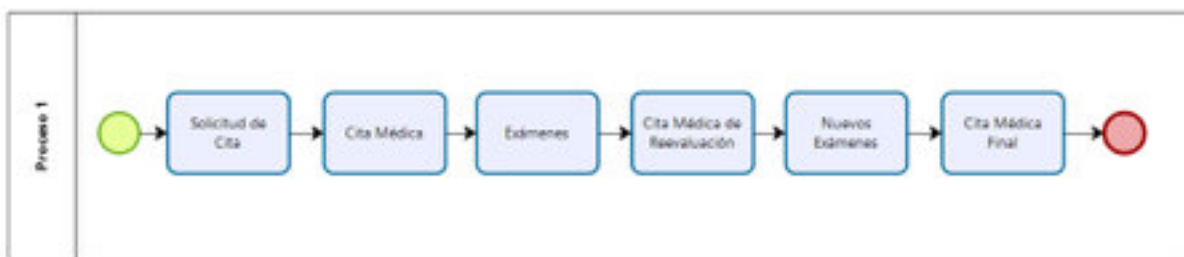 Proceso 1
Solicitud de
Cita
Cita Médica
Exámenes
Cita Médica de
Reevaluación
Nuevos
Exámenes
Cita Médica
Final